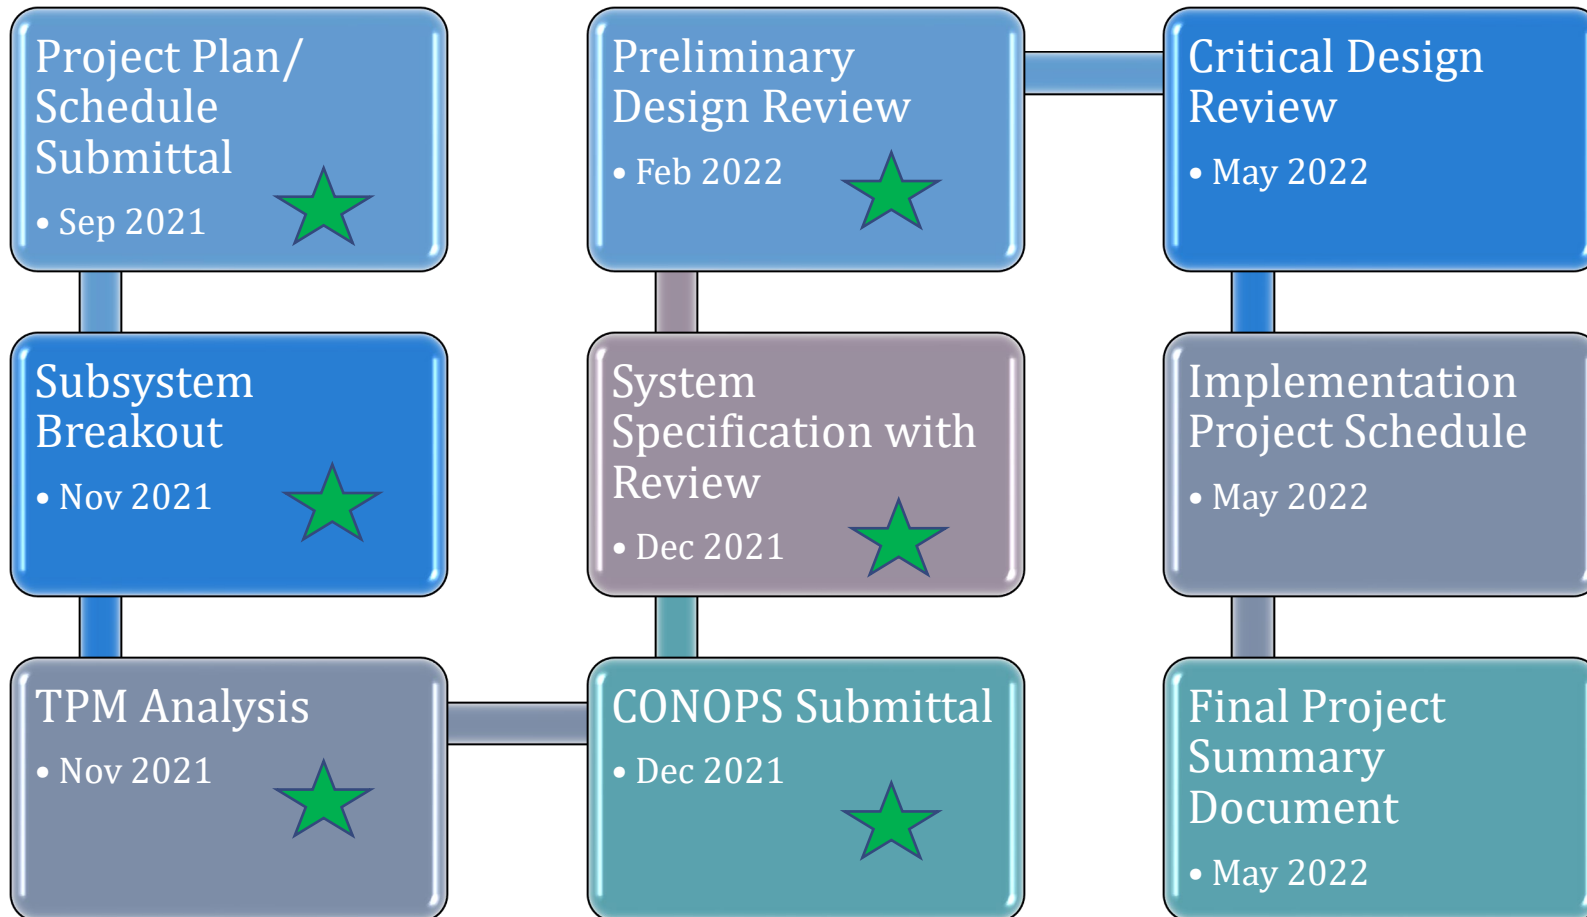 Project Plan/
Schedule
Submittal
• Sep 2021
Subsystem
Breakout
• Nov 2021
TPM Analysis
• Nov 2021
CONOPS Submittal
• Dec 2021
System
Specification with
Review
• Dec 2021
Preliminary
Design Review
• Feb 2022
Critical Design
Review
• May 2022
Implementation
Project Schedule
• May 2022
Final Project
Summary
Document
• May 2022